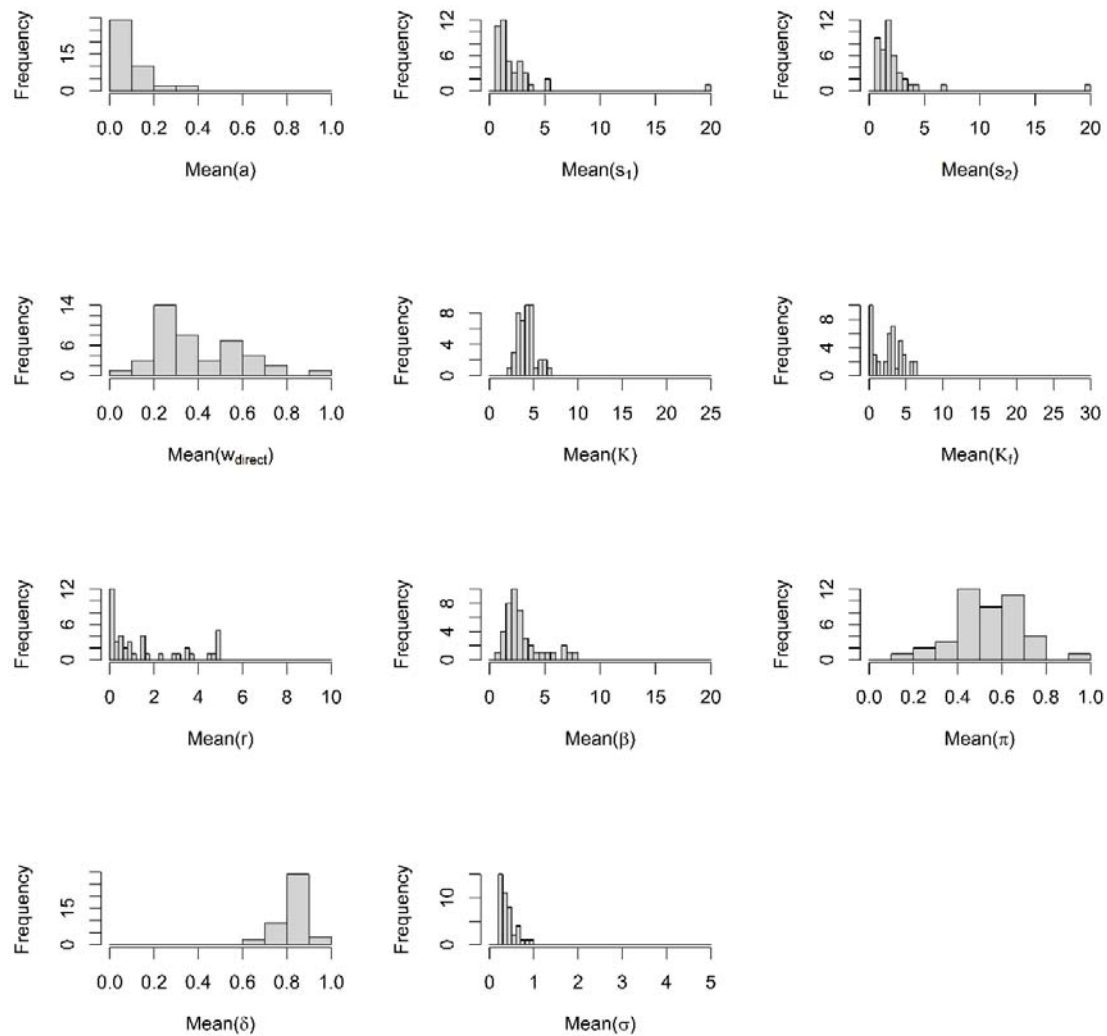 Frequency
15
0
0.0 0.2 0.4 0.6 0.8 1.0
Mean(a)
Frequency
12
6
0
0 5 10 15 20
Mean(s₁)
Frequency
12
6
0
0 5 10 15 20
Mean(s₂)
Frequency
14
6
0
0.0 0.2 0.4 0.6 0.8 1.0
Mean(w_direct)
Frequency
8
4
0
0 5 10 15 20 25
Mean(K)
Frequency
8
4
0
0 5 10 15 20 25 30
Mean(K_f)
Frequency
12
6
0
0 2 4 6 8 10
Mean(r)
Frequency
8
4
0
0 5 10 15 20
Mean(β)
Frequency
12
6
0
0.0 0.2 0.4 0.6 0.8 1.0
Mean(π)
Frequency
15
0
0.0 0.2 0.4 0.6 0.8 1.0
Mean(δ)
Frequency
10
0
0 1 2 3 4 5
Mean(σ)